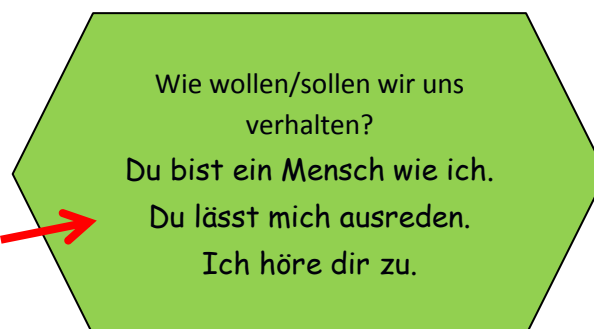 Wie wollen/sollen wir uns
verhalten?
Du bist ein Mensch wie ich.
Du lässt mich ausreden.
Ich höre dir zu.